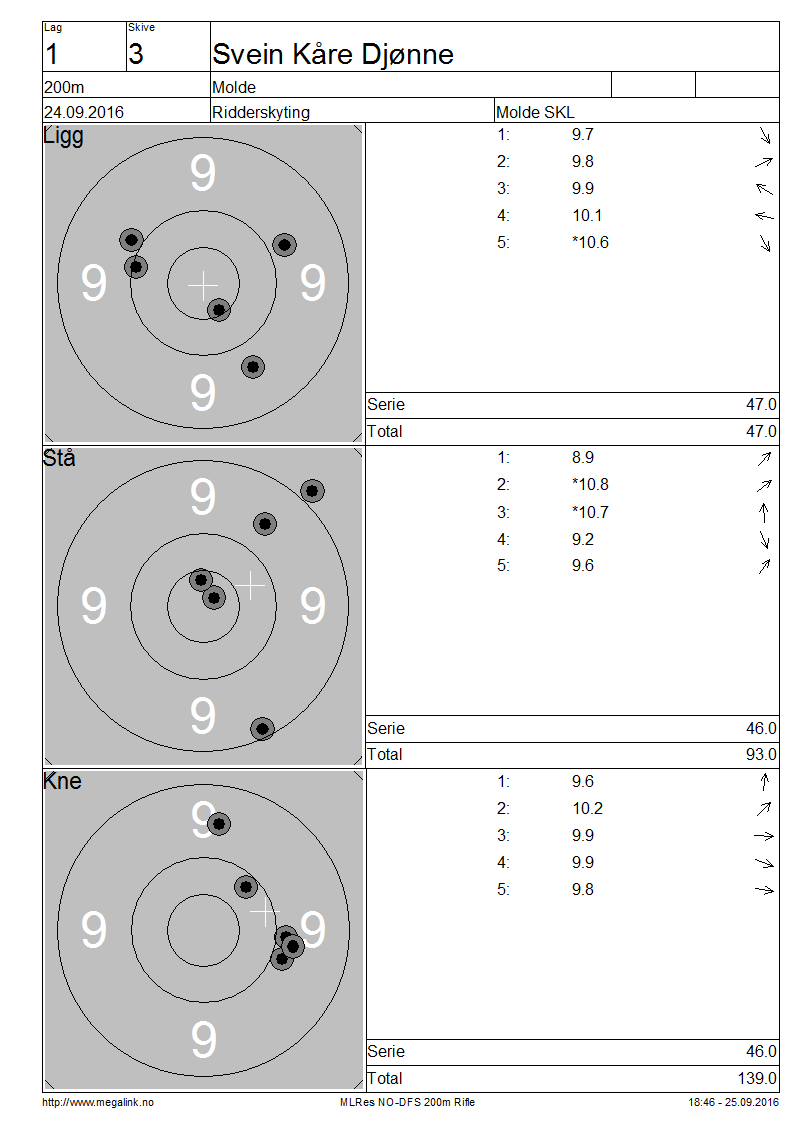 Lag Skive
1 3 Svein Kåre Djønne
200m Molde
24.09.2016 Ridderskyting Molde SKL
Ligg
9
9 9
9
1: 9.7
2: 9.8
3: 9.9
4: 10.1
5: *10.6
Serie 47.0
Total 47.0
Stå
9
9 9
9
1: 8.9
2: *10.8
3: *10.7
4: 9.2
5: 9.6
Serie 46.0
Total 93.0
Kne
9
9 9
9
1: 9.6
2: 10.2
3: 9.9
4: 9.9
5: 9.8
Serie 46.0
Total 139.0
http://www.megalink.no MLRes NO-DFS 200m Rifle 18:46 - 25.09.2016